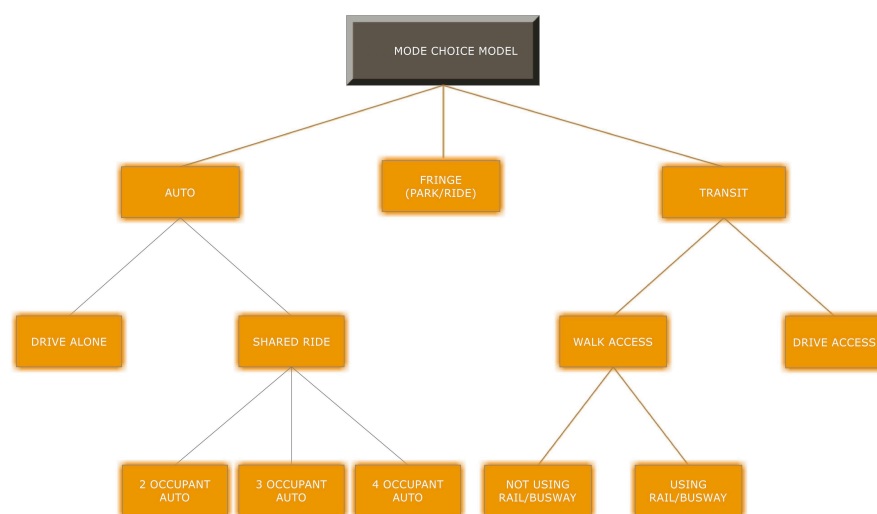 MODE CHOICE MODEL
AUTO
FRINGE
(PARK/RIDE)
TRANSIT
DRIVE ALONE
SHARED RIDE
WALK ACCESS
DRIVE ACCESS
2 OCCUPANT
AUTO
3 OCCUPANT
AUTO
4 OCCUPANT
AUTO
NOT USING
RAIL/BUSWAY
USING
RAIL/BUSWAY